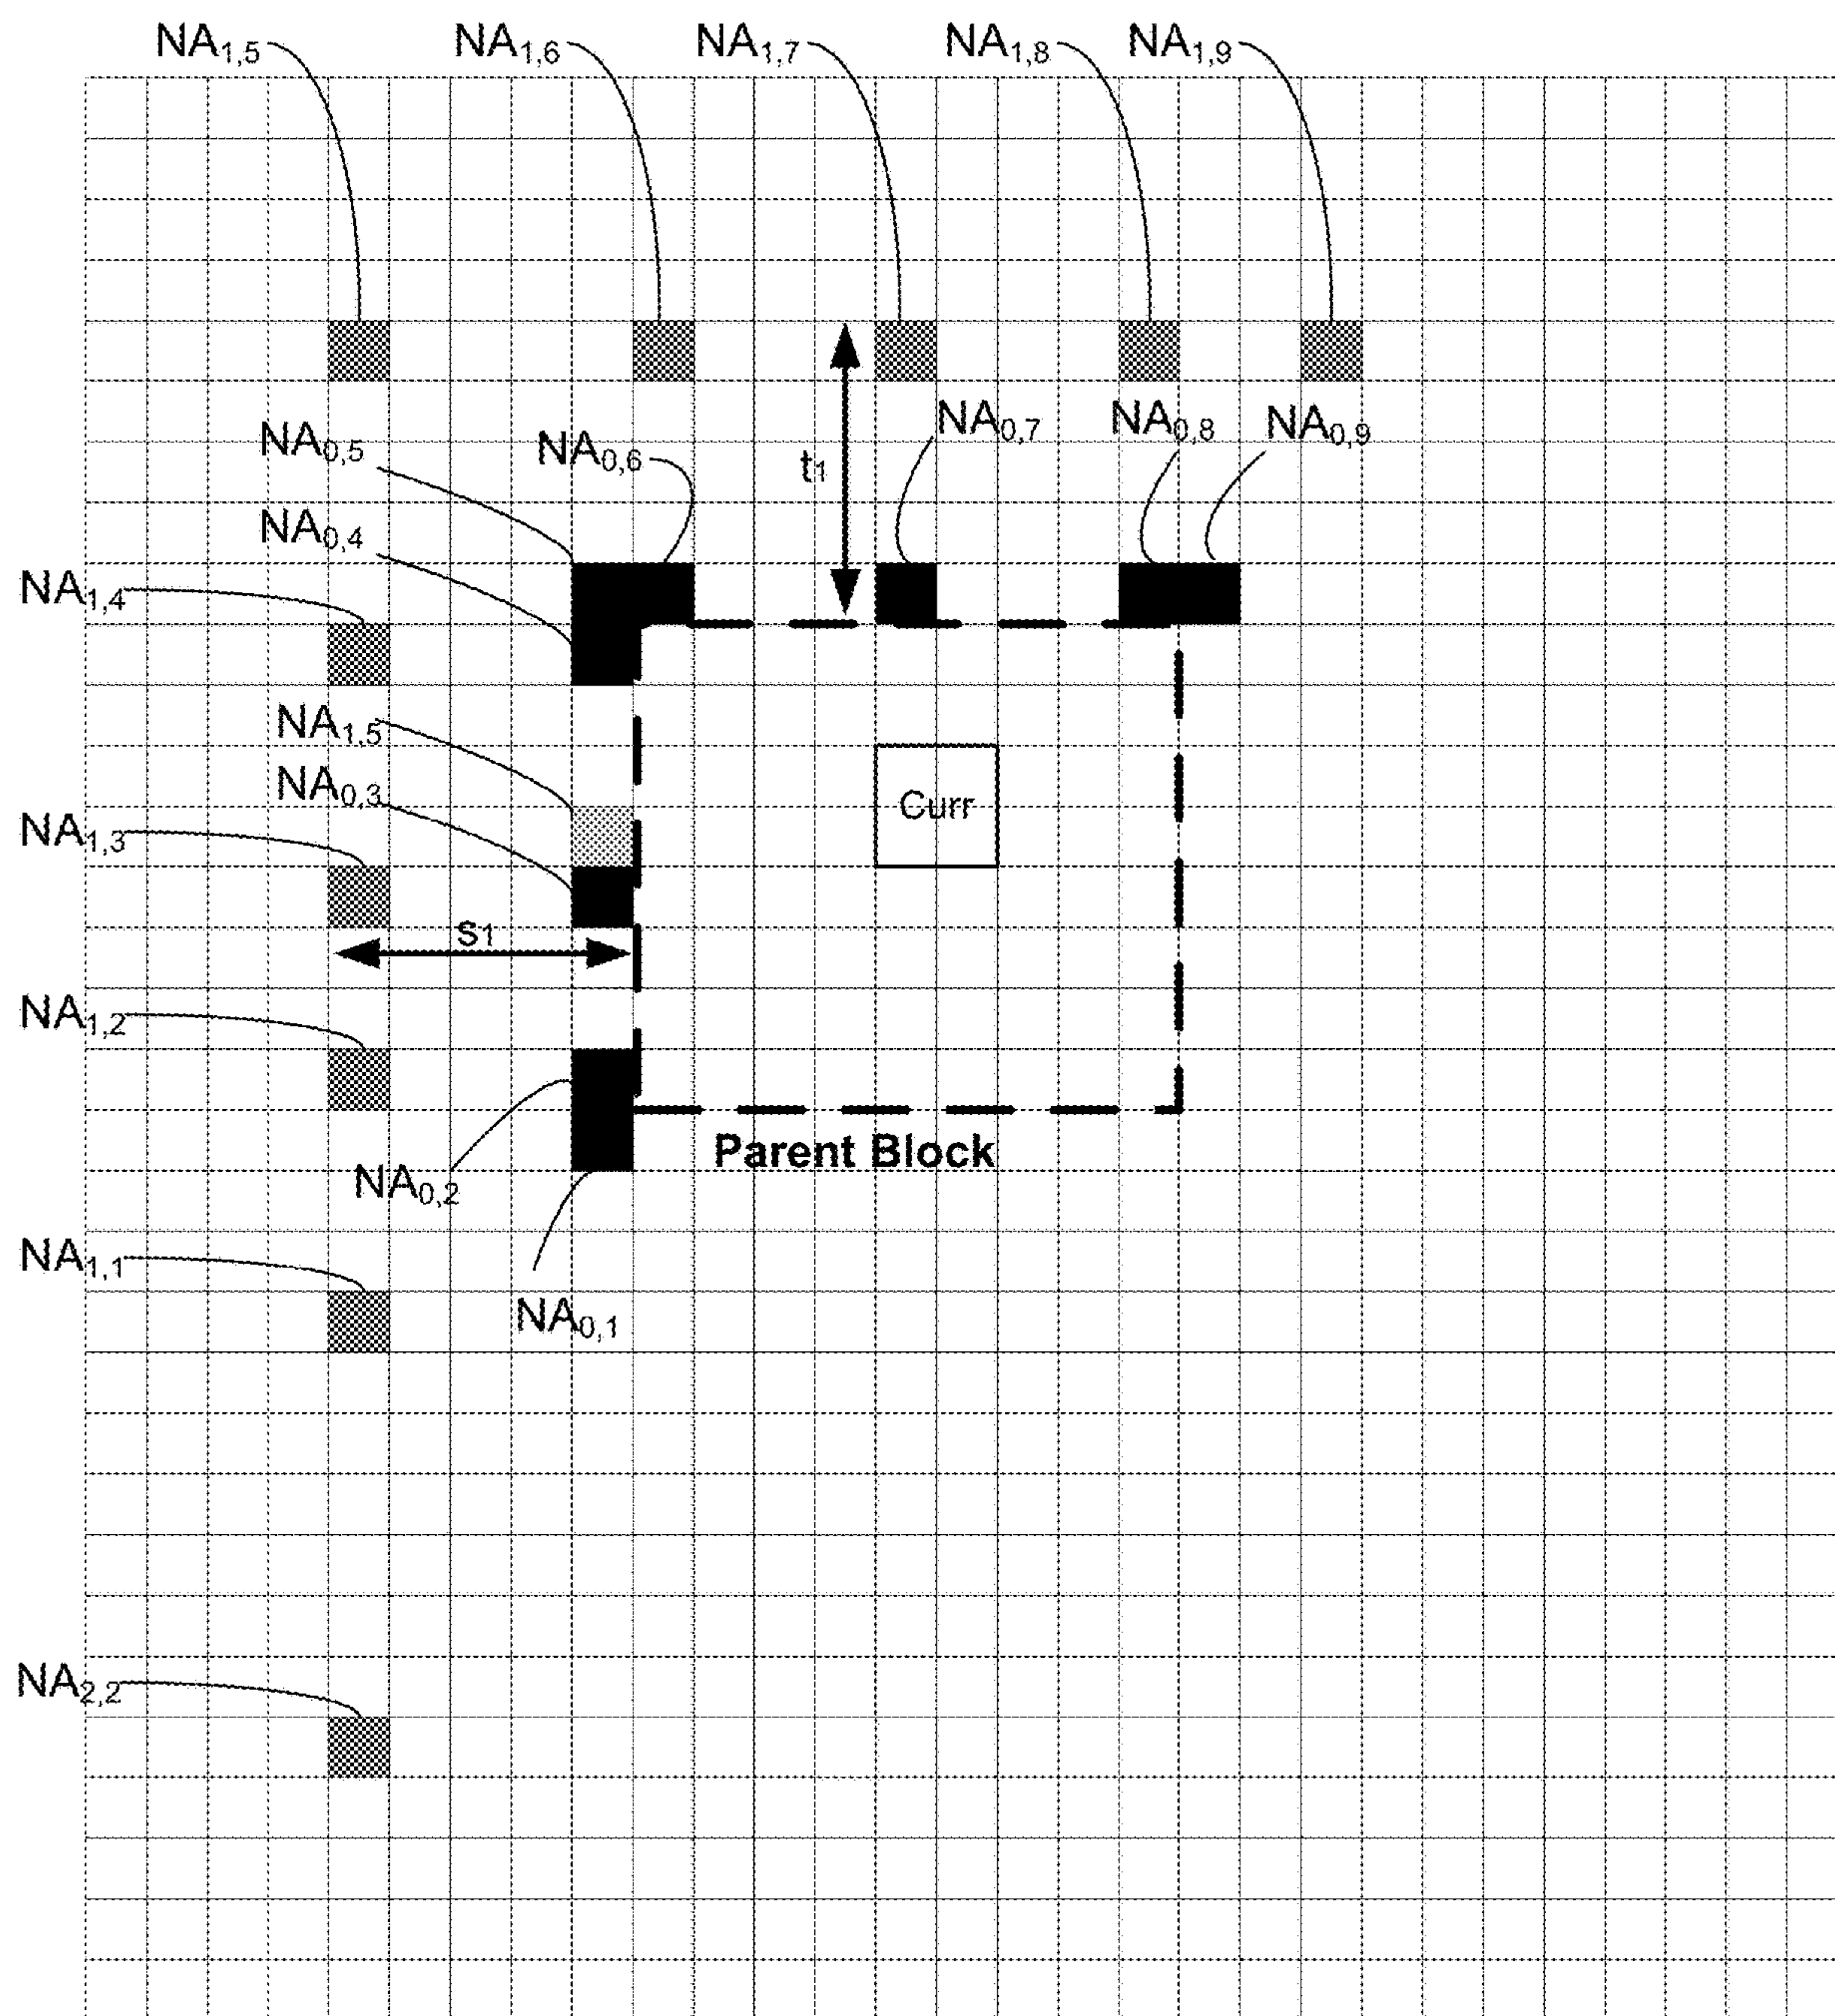 NA1,5 NA1,6 NA1,7 NA1,8 NA1,9
NA0,7 NA0,8 NA0,9
NA0,5 NA0,6
t1
NA0,4
NA1,4
NA1,5
NA0,3
Curr
NA1,3
s1
NA1,2
Parent Block
NA0,2
NA1,1
NA0,1
NA2,2